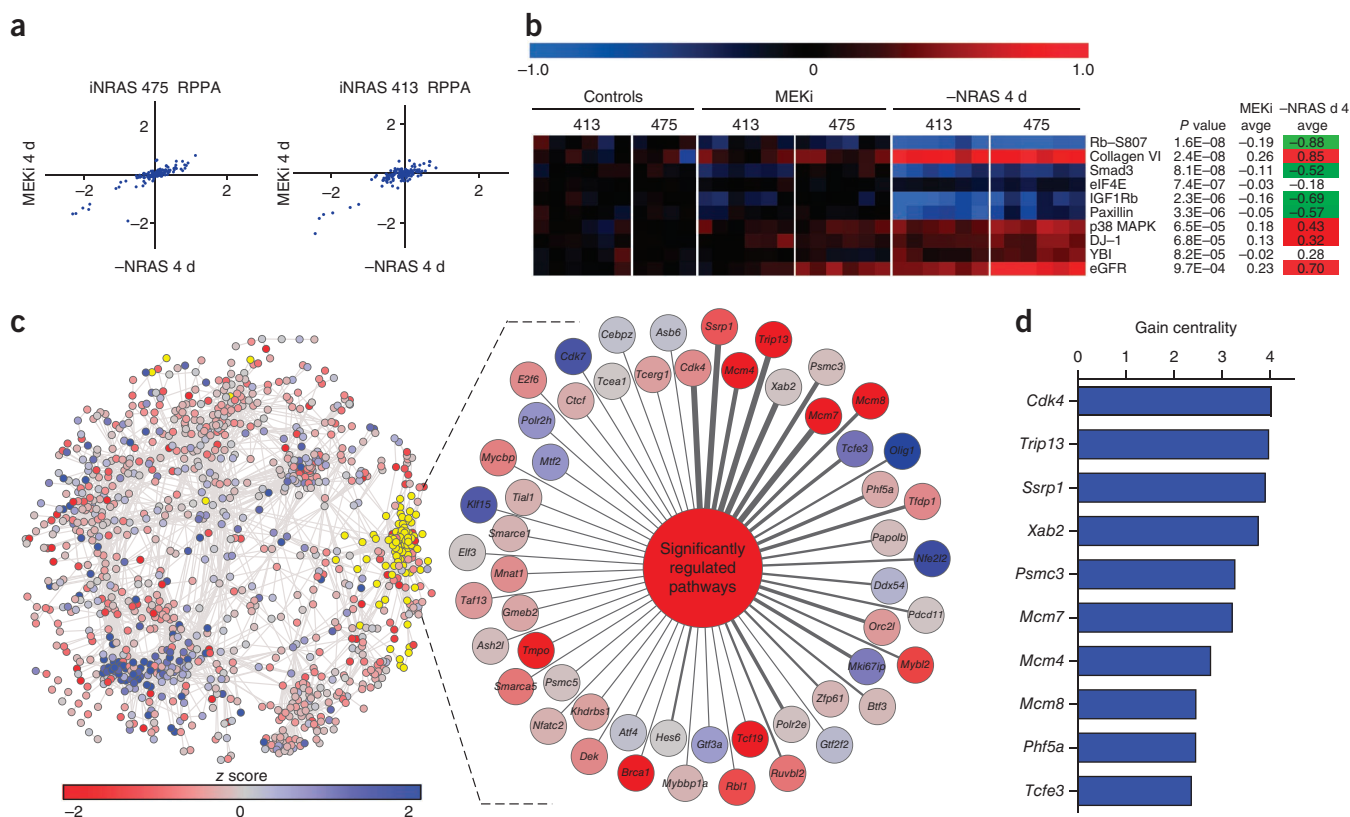 a
iNRAS 475 RPPA
iNRAS 413 RPPA
2
2
MEKi 4 d
MEKi 4 d
−2
2
−2
2
−2
−2
−NRAS 4 d
−NRAS 4 d
b
−1.0
0
1.0
Controls
MEKi
−NRAS 4 d
413
475
413
475
413
475
P value
MEKi avge
−NRAS d 4 avge
Rb–S807 1.6E–08 −0.19 −0.88
Collagen VI 2.4E–08 0.26 0.85
Smad3 8.1E–08 −0.11 −0.52
eIF4E 7.4E–07 −0.03 −0.18
IGF1Rb 2.3E–06 −0.16 −0.69
Paxillin 3.3E–06 −0.05 −0.57
p38 MAPK 6.5E–05 0.18 0.43
DJ–1 6.8E–05 0.13 0.32
YBI 8.2E–05 −0.02 0.28
eGFR 9.7E–04 0.23 0.70
c
z score
−2
0
2
Significantly
regulated
pathways
Ssrp1
Trip13
Psmc3
Mcm8
Olig1
Tfdp1
Nfe2l2
Pdcd11
Mybl2
Btf3
Gtf2f2
Ruvbl2
Rbl1
Mybbp1a
Brca1
Dek
Nfatc2
Smarca5
Ash2l
Taf13
Elf3
Klf15
Mycbp
Polr2h
E2f6
Cdk7
Cebpz
Asb6
Cdk4
Mcm4
Xab2
Mcm7
Tcfe3
Phf5a
Papolb
Ddx54
Orc2l
Mki67ip
Zfp61
Polr2e
Tcf19
Gtf3a
Hes6
Atf4
Khdrbs1
Psmc5
Tmpo
Gmeb2
Mnat1
Smarce1
Tial1
Mtf2
Ctcf
Tcea1
Tcerg1
d
Gain centrality
0
1
2
3
4
Cdk4
Trip13
Ssrp1
Xab2
Psmc3
Mcm7
Mcm4
Mcm8
Phf5a
Tcfe3